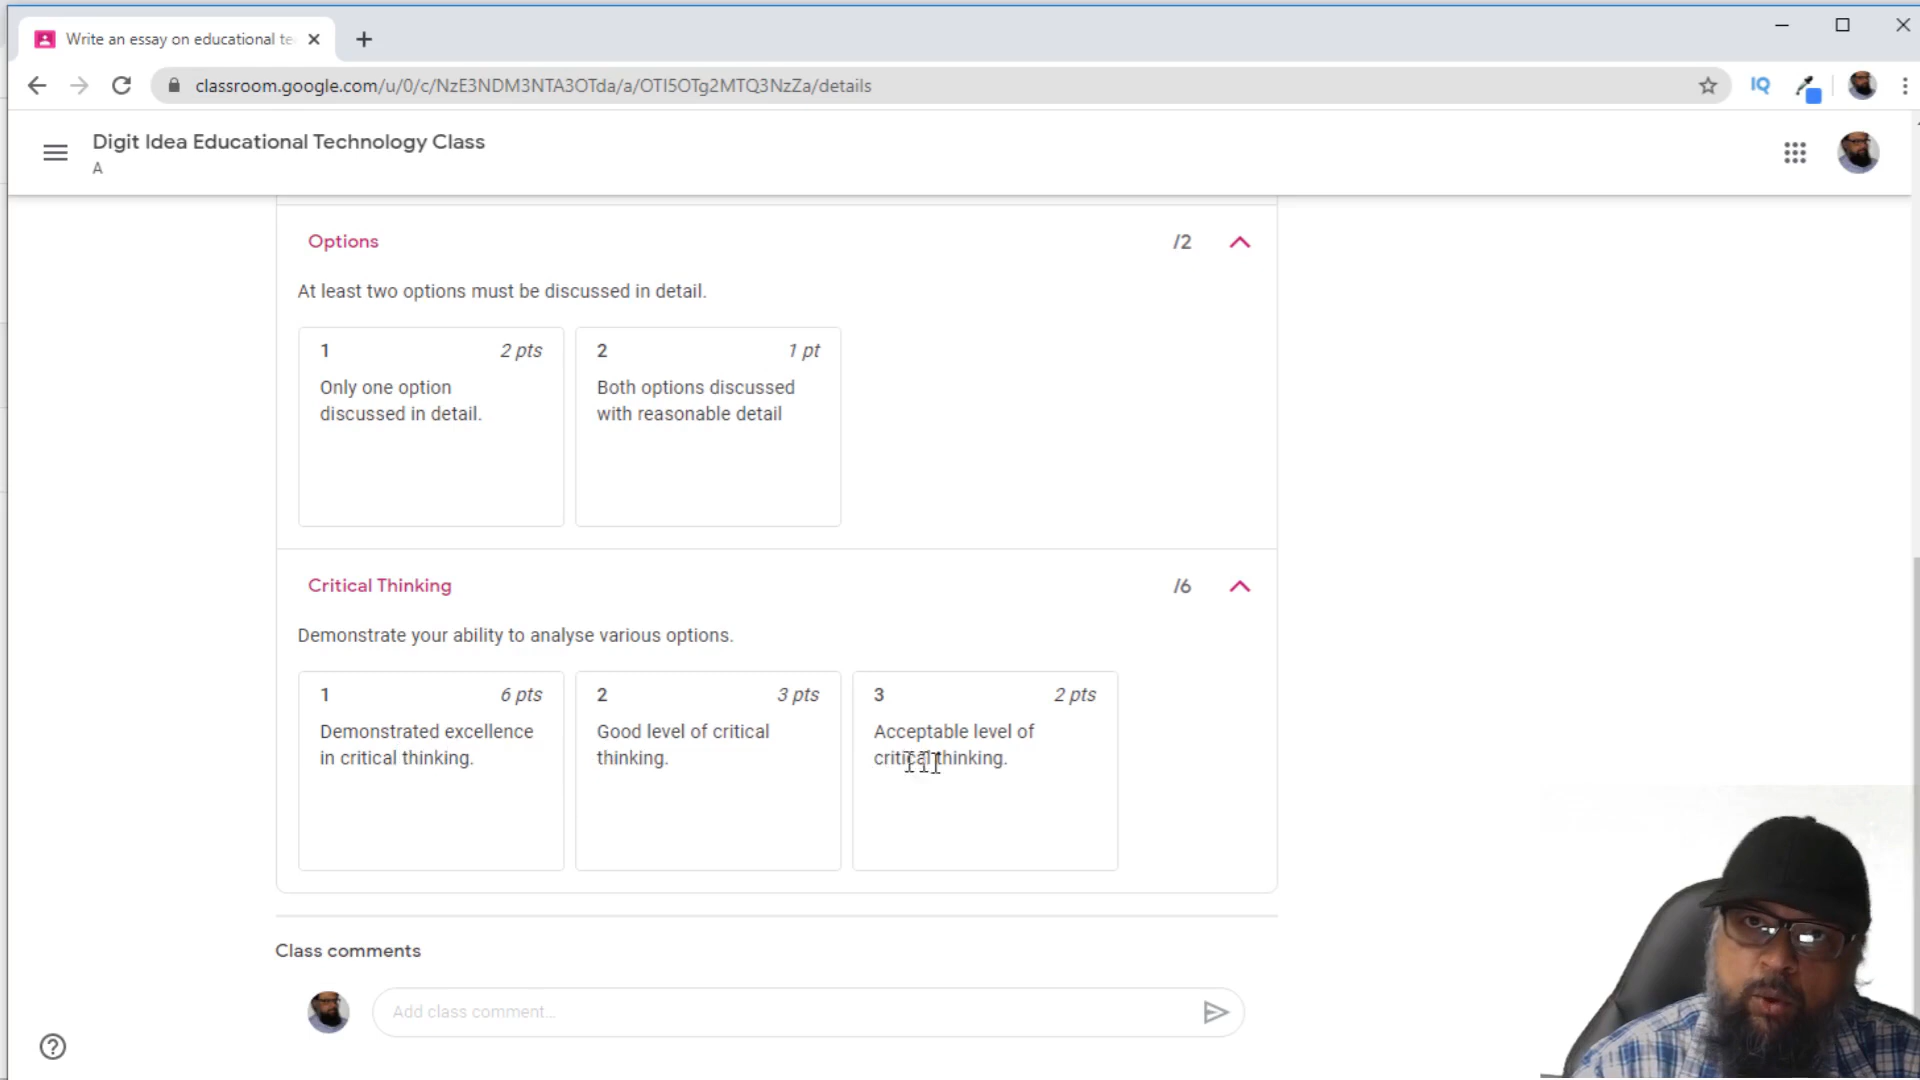 Write an essay on educational te
classroom.google.com/u/0/c/NzE3NDM3NTA3OTda/a/OTI5OTg2MTQ3NzZa/details
IQ
Digit Idea Educational Technology Class
A
Options /2
At least two options must be discussed in detail.
1 2 pts
Only one option
discussed in detail.
2 1 pt
Both options discussed
with reasonable detail
Critical Thinking /6
Demonstrate your ability to analyse various options.
1 6 pts
Demonstrated excellence
in critical thinking.
2 3 pts
Good level of critical
thinking.
3 2 pts
Acceptable level of
critical thinking.
Class comments
Add class comment...